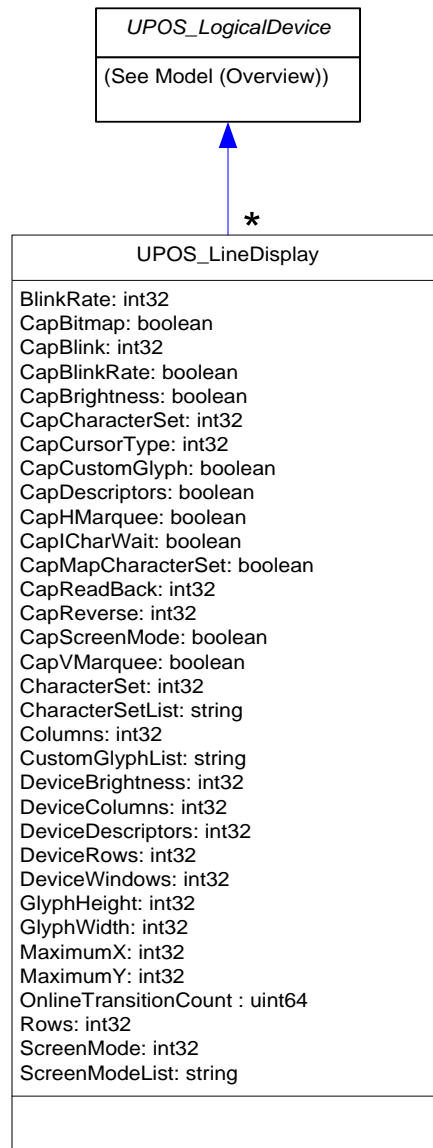 UPOS_LogicalDevice
(See Model (Overview))
*
UPOS_LineDisplay
BlinkRate: int32
CapBitmap: boolean
CapBlink: int32
CapBlinkRate: boolean
CapBrightness: boolean
CapCharacterSet: int32
CapCursorType: int32
CapCustomGlyph: boolean
CapDescriptors: boolean
CapHMarquee: boolean
CapICharWait: boolean
CapMapCharacterSet: boolean
CapReadBack: int32
CapReverse: int32
CapScreenMode: boolean
CapVMarquee: boolean
CharacterSet: int32
CharacterSetList: string
Columns: int32
CustomGlyphList: string
DeviceBrightness: int32
DeviceColumns: int32
DeviceDescriptors: int32
DeviceRows: int32
DeviceWindows: int32
GlyphHeight: int32
GlyphWidth: int32
MaximumX: int32
MaximumY: int32
OnlineTransitionCount : uint64
Rows: int32
ScreenMode: int32
ScreenModeList: string